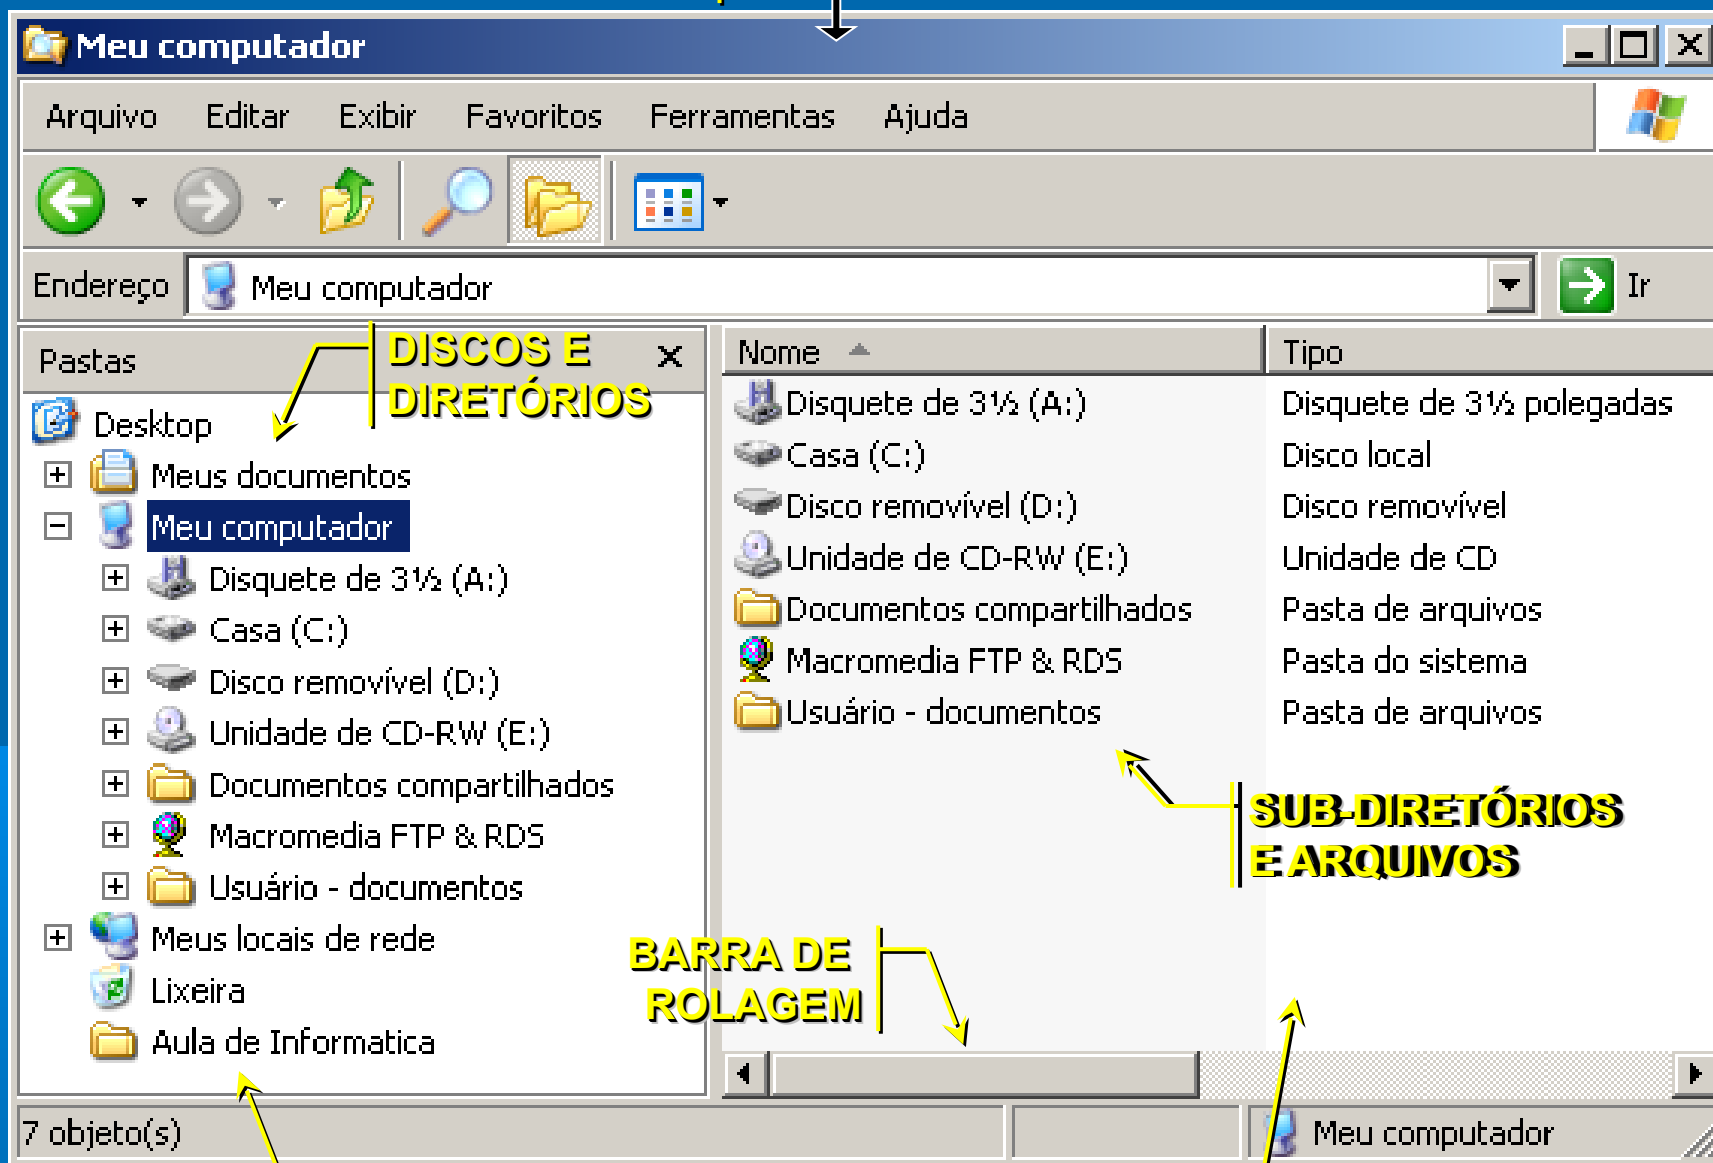 Meu computador
Arquivo Editar Exibir Favoritos Ferramentas Ajuda
Endereço Meu computador Ir
Pastas
DISCOS E
DIRETÓRIOS
Desktop
Meus documentos
Meu computador
Disquete de 3½ (A:)
Casa (C:)
Disco removível (D:)
Unidade de CD-RW (E:)
Documentos compartilhados
Macromedia FTP & RDS
Usuário - documentos
Meus locais de rede
Lixeira
Aula de Informatica
Nome Tipo
Disquete de 3½ (A:) Disquete de 3½ polegadas
Casa (C:) Disco local
Disco removível (D:) Disco removível
Unidade de CD-RW (E:) Unidade de CD
Documentos compartilhados Pasta de arquivos
Macromedia FTP & RDS Pasta do sistema
Usuário - documentos Pasta de arquivos
SUB-DIRETÓRIOS
E ARQUIVOS
BARRA DE
ROLAGEM
7 objeto(s) Meu computador